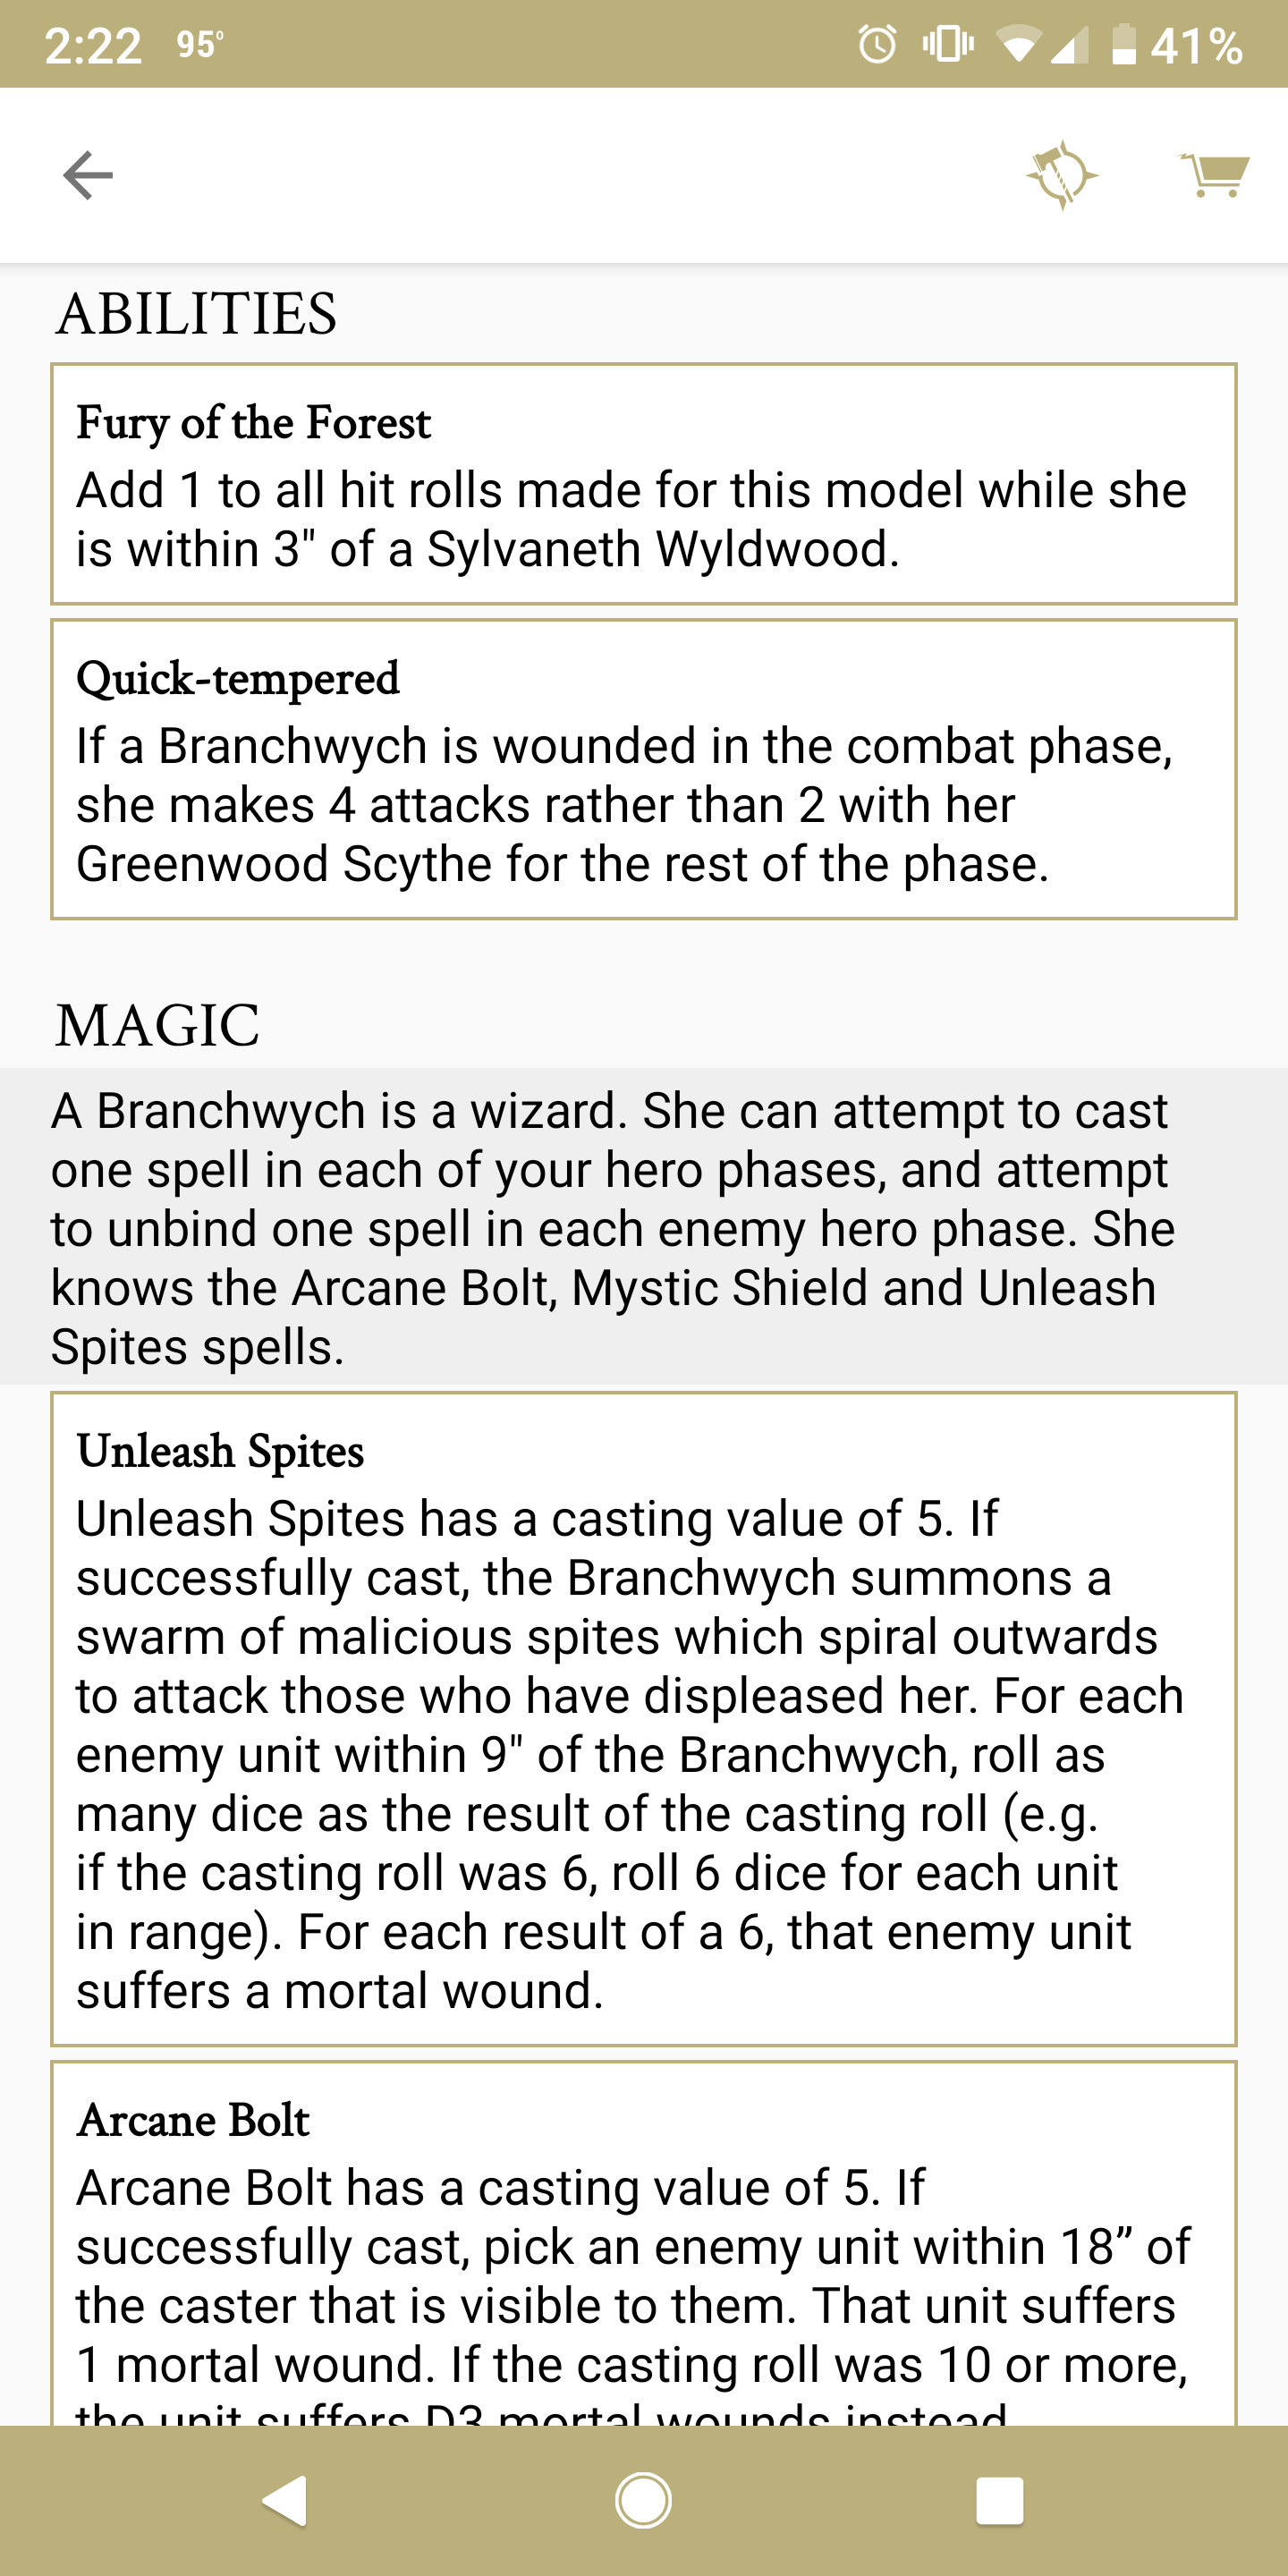 2:22 95° 41%
ABILITIES
Fury of the Forest
Add 1 to all hit rolls made for this model while she
is within 3" of a Sylvaneth Wyldwood.
Quick-tempered
If a Branchwych is wounded in the combat phase,
she makes 4 attacks rather than 2 with her
Greenwood Scythe for the rest of the phase.
MAGIC
A Branchwych is a wizard. She can attempt to cast
one spell in each of your hero phases, and attempt
to unbind one spell in each enemy hero phase. She
knows the Arcane Bolt, Mystic Shield and Unleash
Spites spells.
Unleash Spites
Unleash Spites has a casting value of 5. If
successfully cast, the Branchwych summons a
swarm of malicious spites which spiral outwards
to attack those who have displeased her. For each
enemy unit within 9" of the Branchwych, roll as
many dice as the result of the casting roll (e.g.
if the casting roll was 6, roll 6 dice for each unit
in range). For each result of a 6, that enemy unit
suffers a mortal wound.
Arcane Bolt
Arcane Bolt has a casting value of 5. If
successfully cast, pick an enemy unit within 18” of
the caster that is visible to them. That unit suffers
1 mortal wound. If the casting roll was 10 or more,
the unit suffers D3 mortal wounds instead